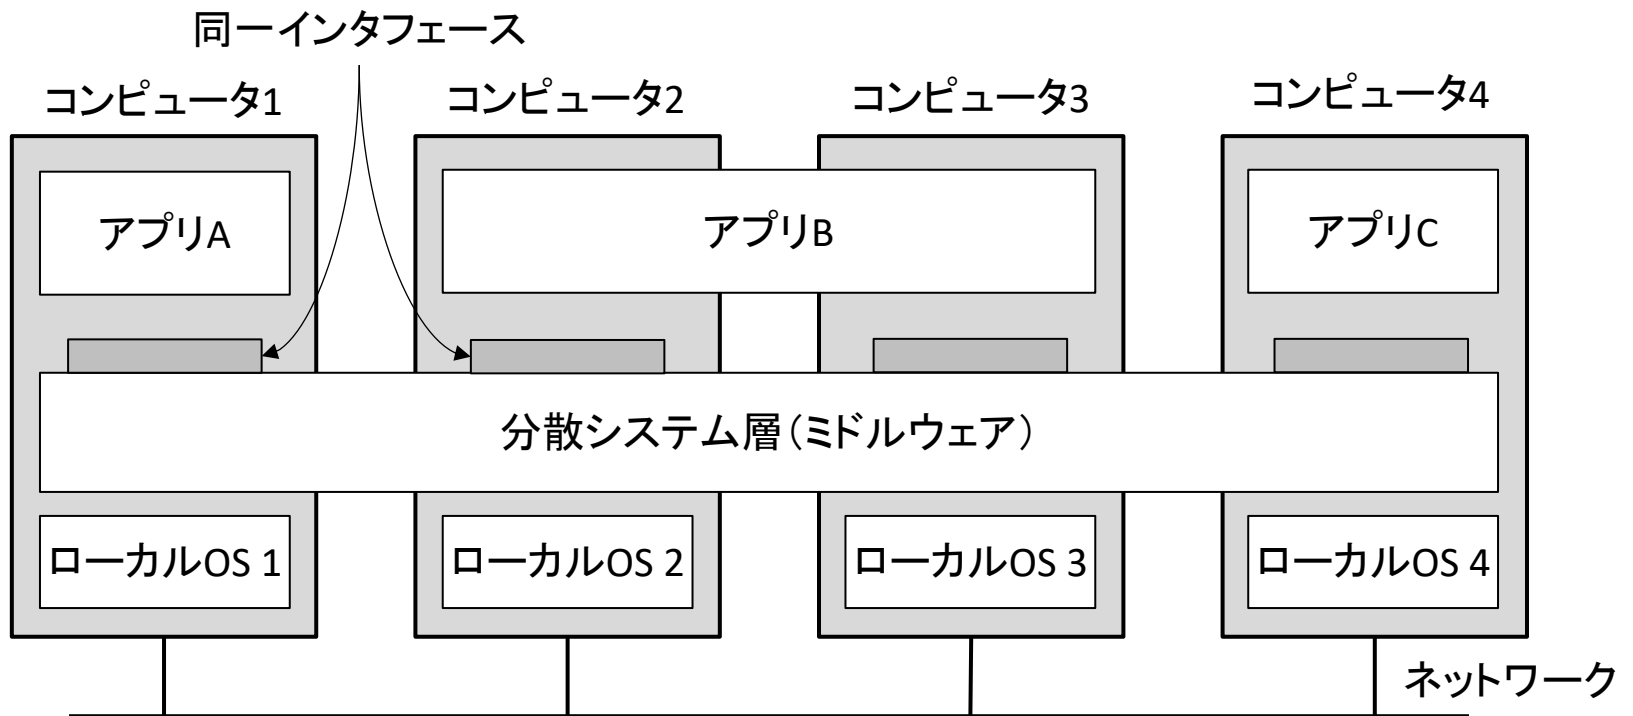 同一インタフェース
コンピュータ1
コンピュータ2
コンピュータ3
コンピュータ4
アプリA
アプリB
アプリC
分散システム層（ミドルウェア）
ローカルOS 1
ローカルOS 2
ローカルOS 3
ローカルOS 4
ネットワーク